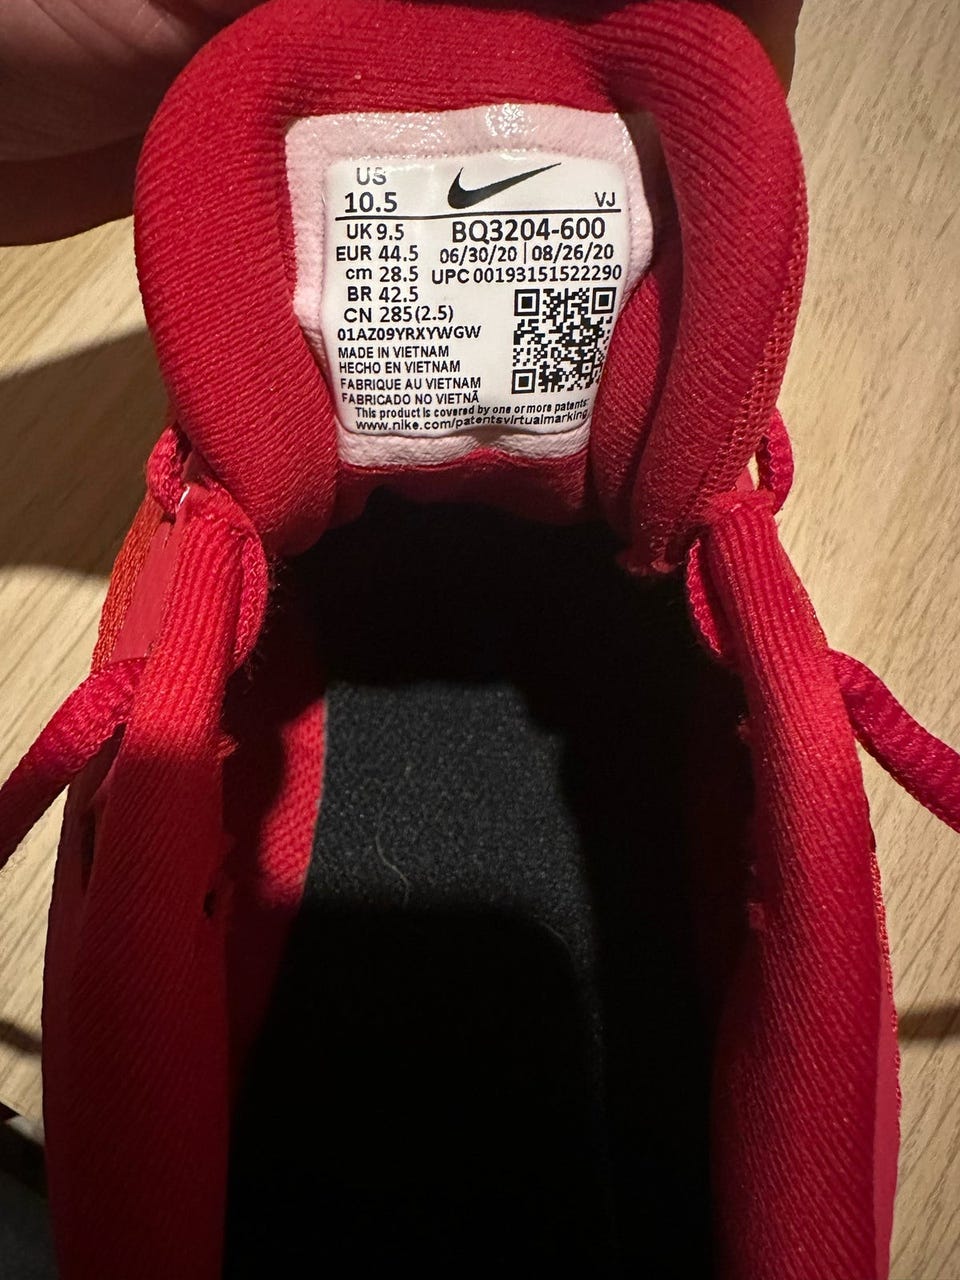 US
10.5 VJ
UK 9.5 BQ3204-600
EUR 44.5 06/30/20 | 08/26/20
cm 28.5 UPC 00193151522290
BR 42.5
CN 285(2.5)
01AZ09YRXYWGW
MADE IN VIETNAM
HECHO EN VIETNAM
FABRIQUE AU VIETNAM
FABRICADO NO VIETNÃ
This product is covered by one or more patents:
www.nike.com/patentsvirtualmarking